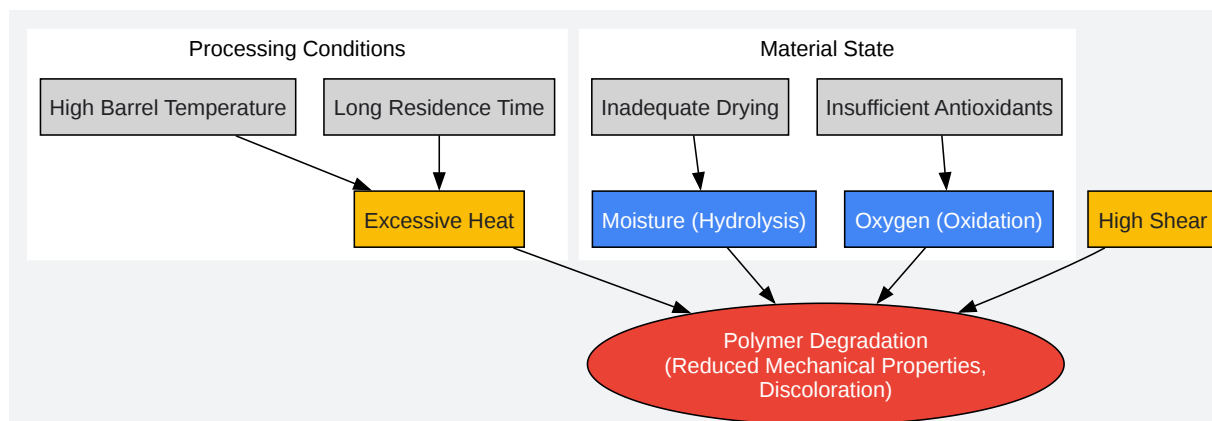 Processing Conditions
Material State
High Barrel Temperature
Long Residence Time
Inadequate Drying
Insufficient Antioxidants
Excessive Heat
Moisture (Hydrolysis)
Oxygen (Oxidation)
High Shear
Polymer Degradation
(Reduced Mechanical Properties,
Discoloration)